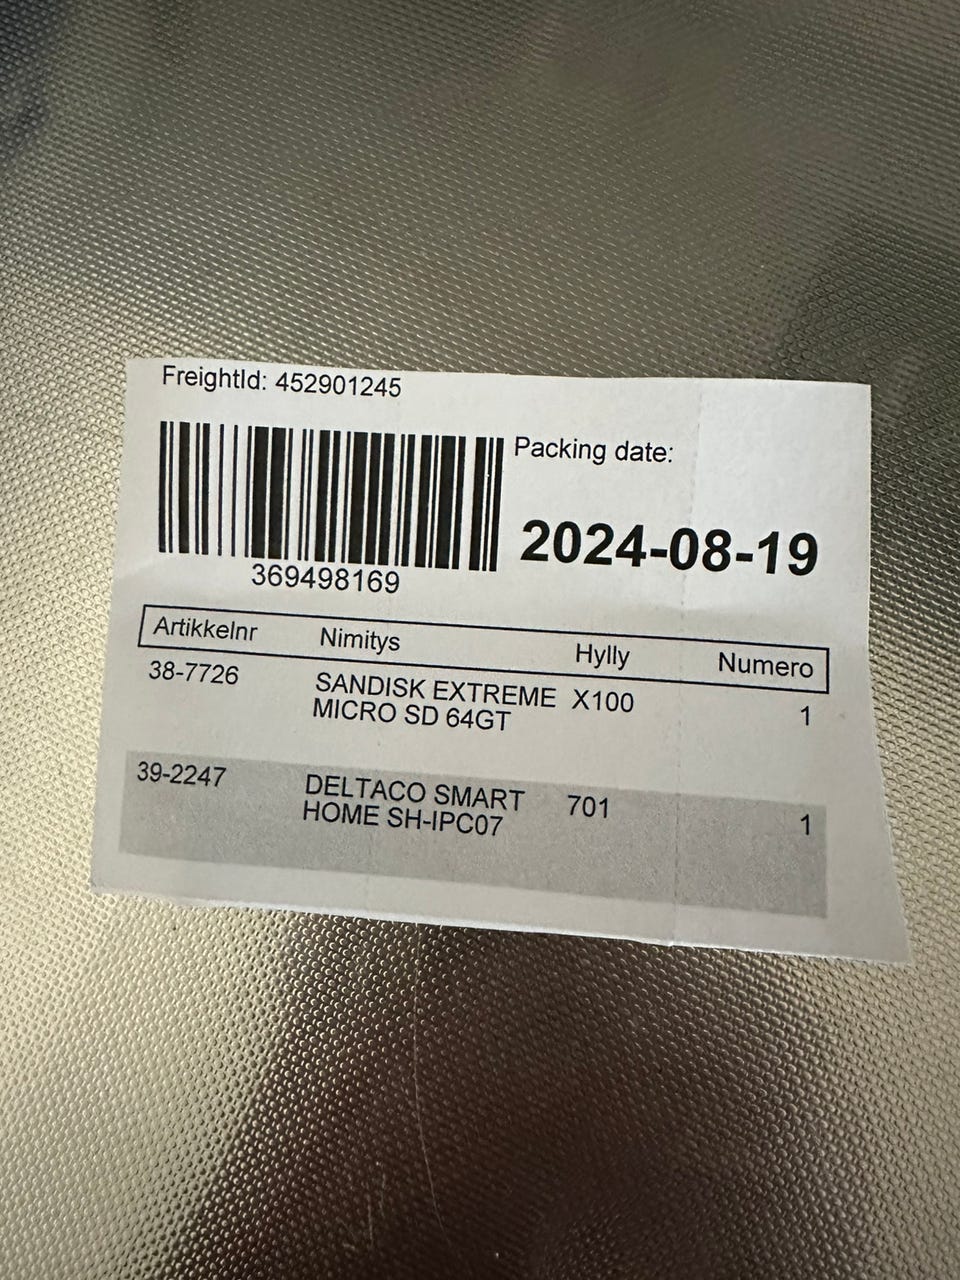 FreightId: 452901245
Packing date:
2024-08-19
369498169
Artikkelnr Nimitys Hylly Numero
38-7726 SANDISK EXTREME X100 1
MICRO SD 64GT
39-2247 DELTACO SMART 701 1
HOME SH-IPC07